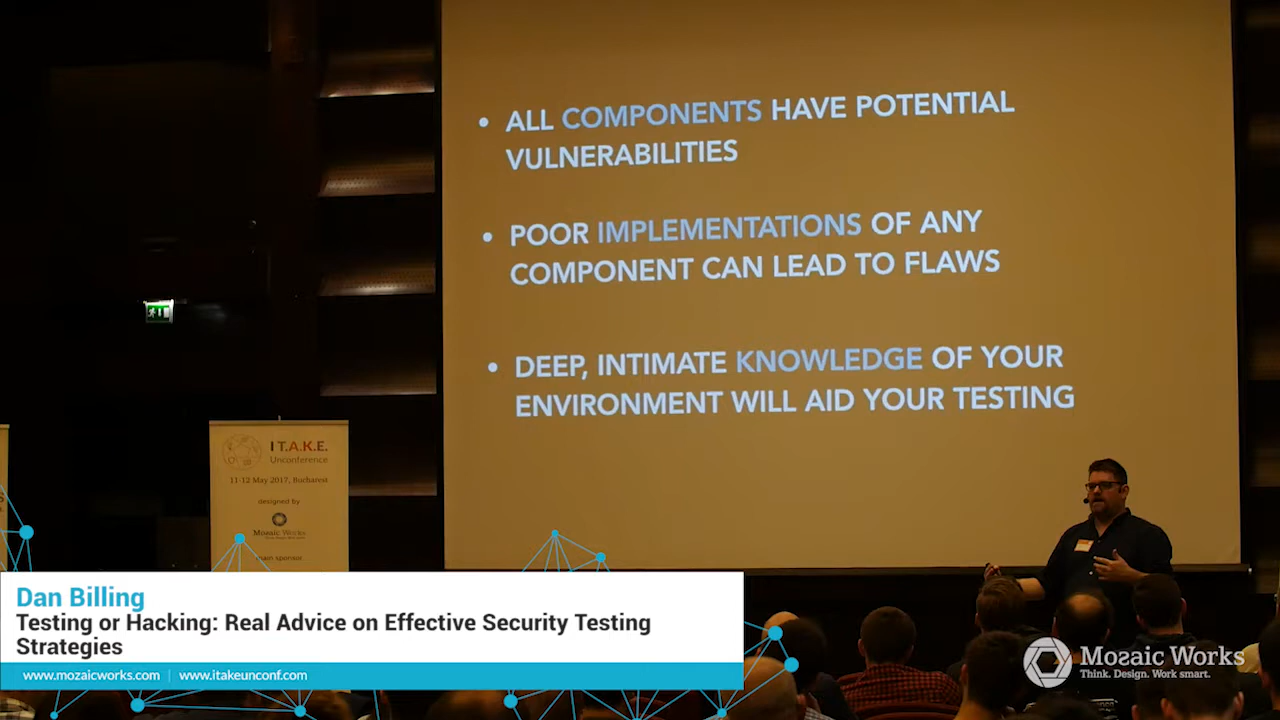 • ALL COMPONENTS HAVE POTENTIAL
VULNERABILITIES
• POOR IMPLEMENTATIONS OF ANY
COMPONENT CAN LEAD TO FLAWS
• DEEP, INTIMATE KNOWLEDGE OF YOUR
ENVIRONMENT WILL AID YOUR TESTING
I T.A.K.E.
Unconference
11-12 May 2017, Bucharest
designed by
Mozaic Works
main sponsor
Dan Billing
Testing or Hacking: Real Advice on Effective Security Testing
Strategies
www.mozaicworks.com | www.itakeunconf.com
Mozaic Works
Think. Design. Work smart.